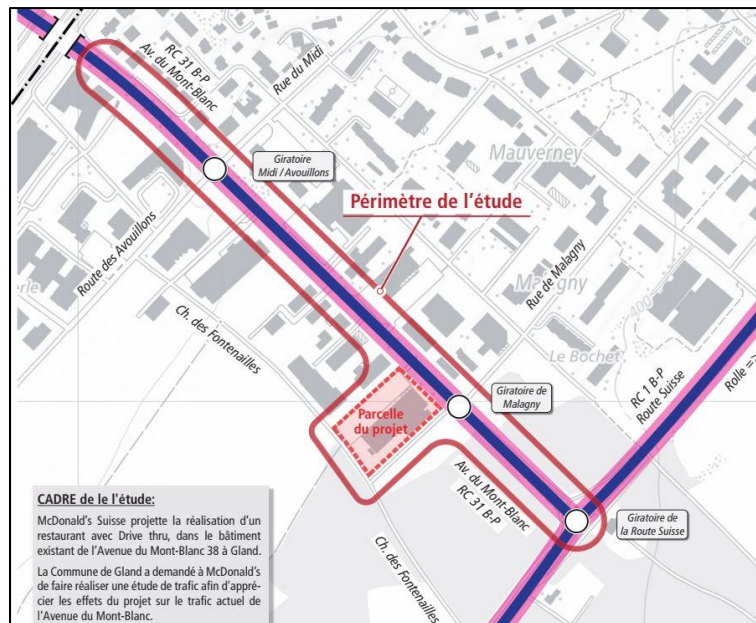 RC 31 B-P
Av. du Mont-Blanc
Rue du Midi
Giratoire
Midi / Avouillons
Mauverney
Périmètre de l'étude
Route des Avouillons
Malagny
Rue de Malagny
Ch. des Fontenailles
400
Le Bochet
RC 1 B-P
Route Suisse
Rolle =>
Parcelle
du projet
Giratoire de
Malagny
Av. du Mont-Blanc
RC 31 B-P
Giratoire de
la Route Suisse
Ch. des Fontenailles
CADRE de le l'étude:
McDonald's Suisse projette la réalisation d'un
restaurant avec Drive thru, dans le bâtiment
existant de l'Avenue du Mont-Blanc 38 à Gland.
La Commune de Gland a demandé à McDonald's
de faire réaliser une étude de trafic afin d'appré-
cier les effets du projet sur le trafic actuel de
l'Avenue du Mont-Blanc.